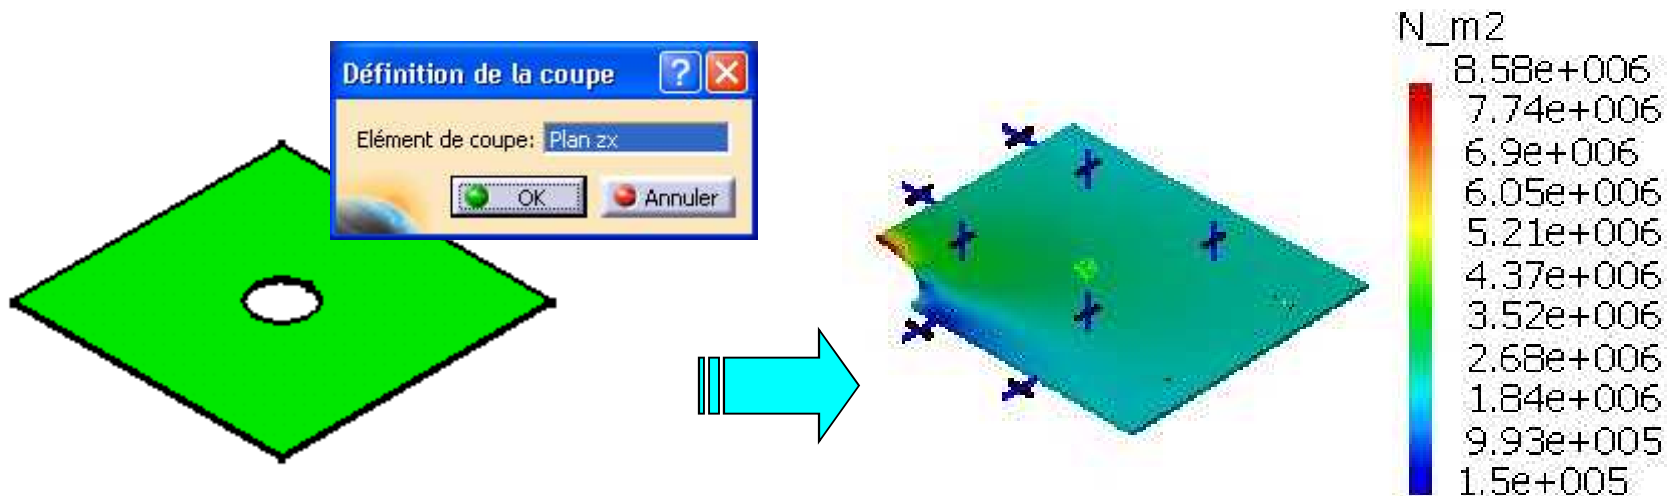 Définition de la coupe
?
Elément de coupe: Plan zx
OK Annuler
N_m2
8.58e+006
7.74e+006
6.9e+006
6.05e+006
5.21e+006
4.37e+006
3.52e+006
2.68e+006
1.84e+006
9.93e+005
1.5e+005